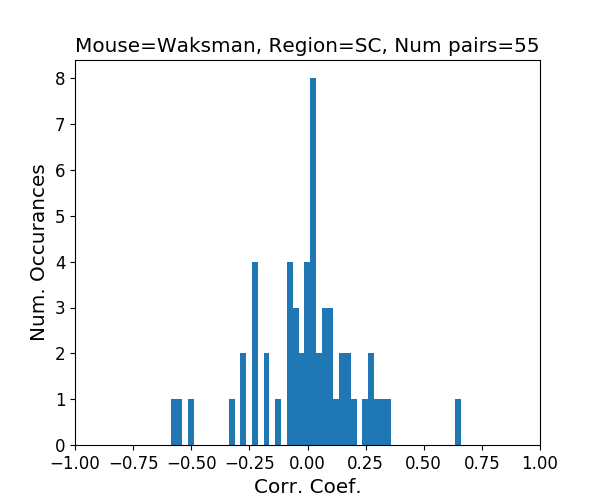 Mouse=Waksman, Region=SC, Num pairs=55
Num. Occurances
8
7
6
5
4
3
2
1
0
−1.00 −0.75 −0.50 −0.25 0.00 0.25 0.50 0.75 1.00
Corr. Coef.